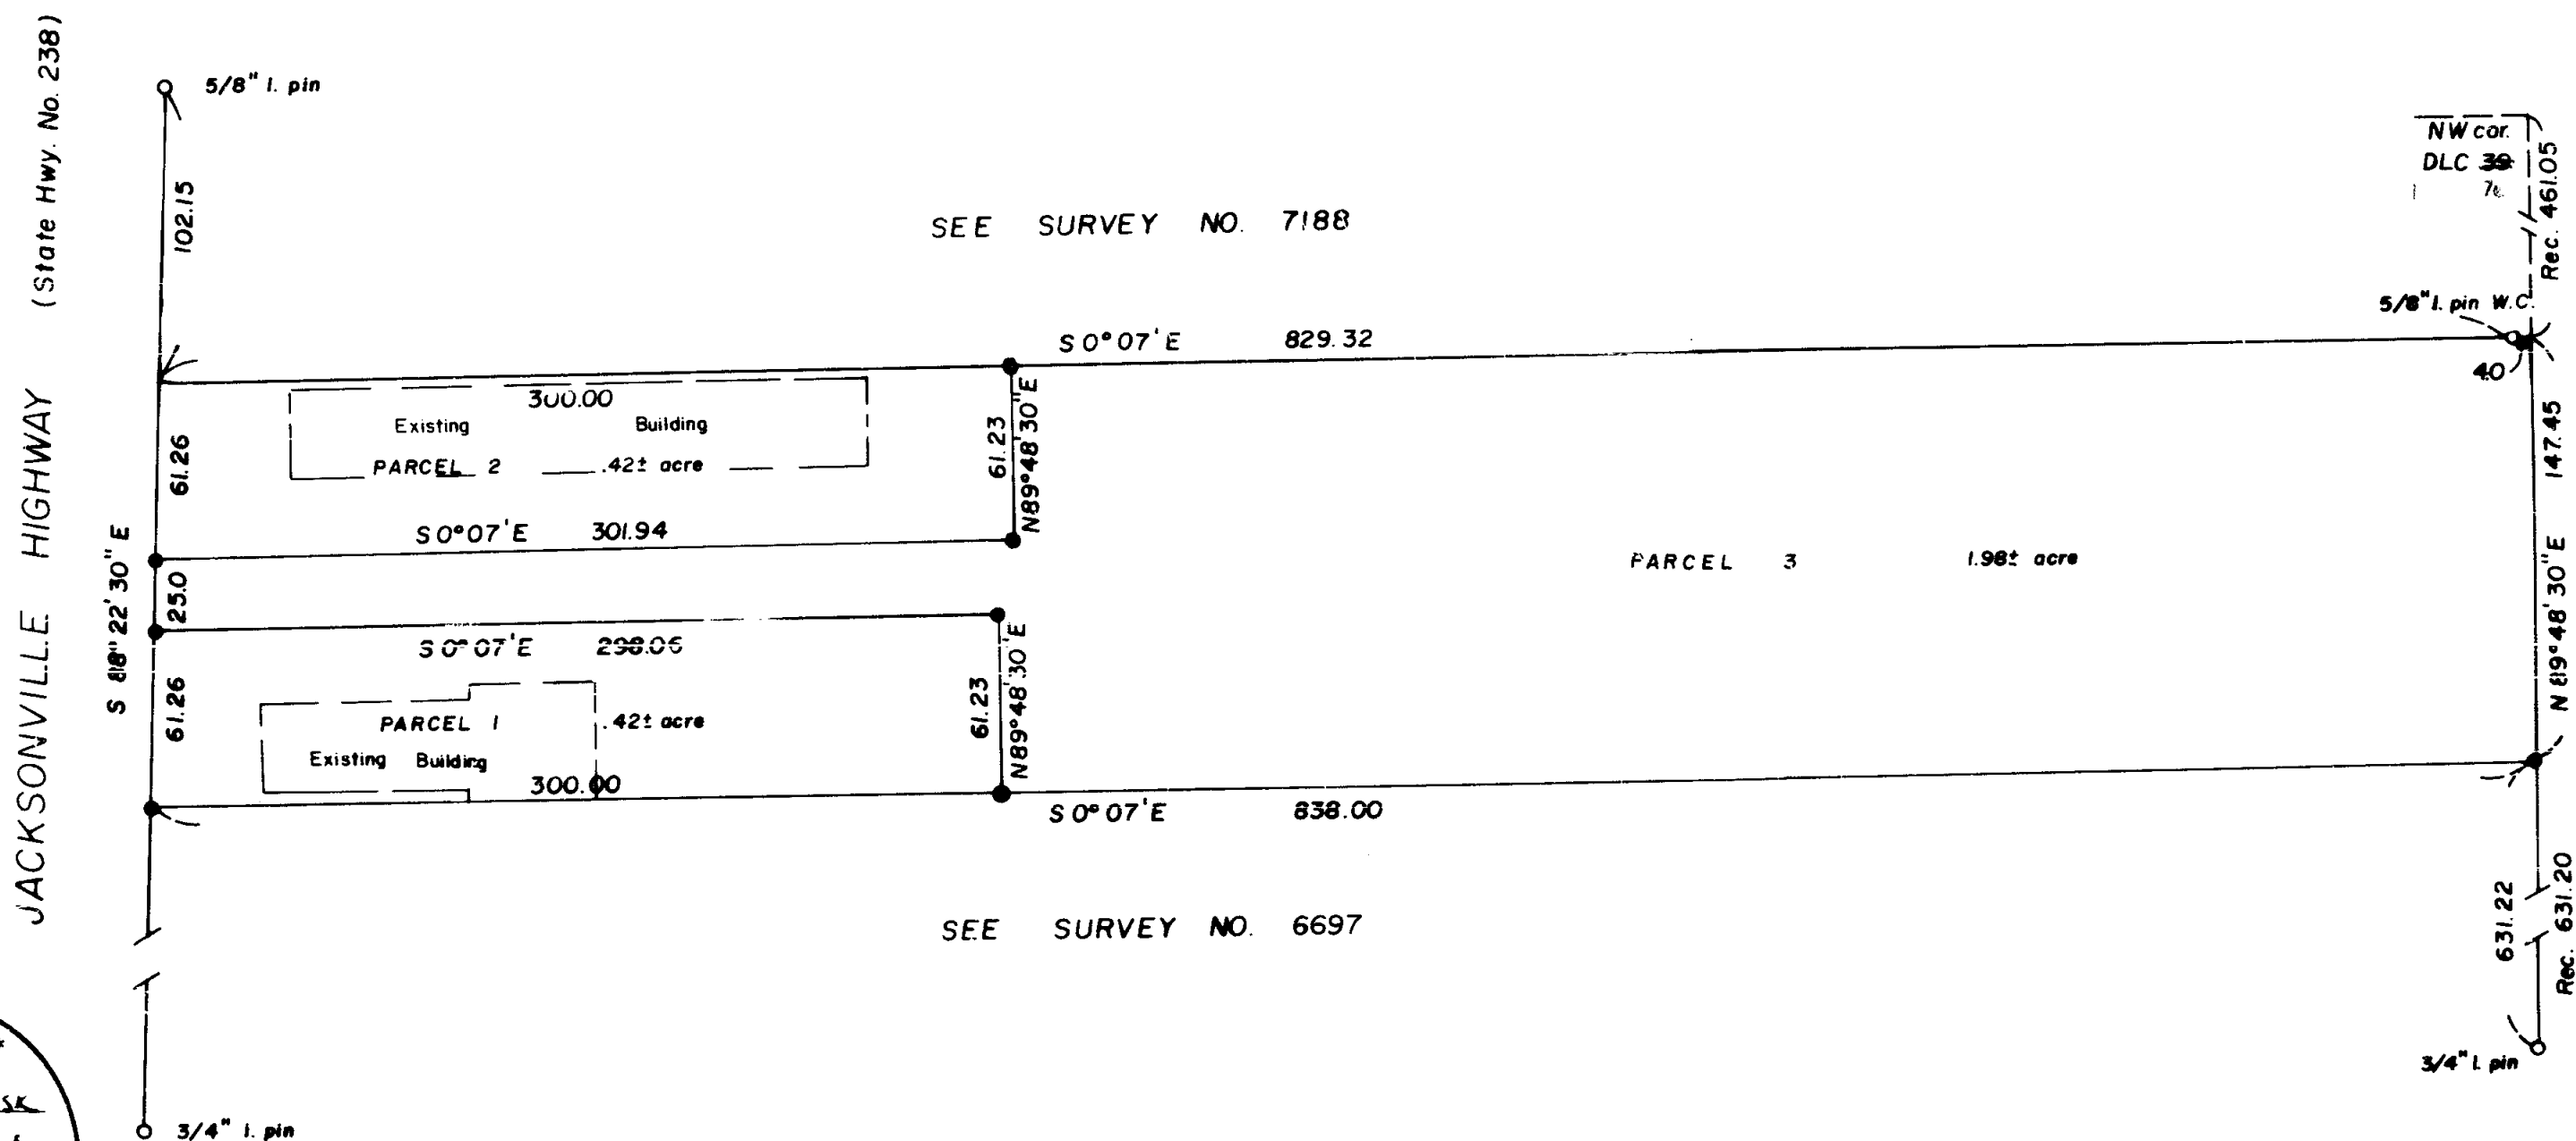 JACKSONVILLE HIGHWAY (State Hwy. No. 238)
5/8" I. pin
102.15
SEE SURVEY NO. 7188
NW cor.
DLC 39
Rec. 461.05
5/8" I. pin W.C.
S 0° 07' E 829.32
40
300.00
Existing Building
PARCEL 2 .42± acre
61.26
61.23
N89°48'30"E
147.45
S 0° 07' E 301.94
25.0
S 88° 22' 30" E
PARCEL 3 1.98± acre
N 89° 48' 30" E
S 0° 07' E 298.06
61.26
PARCEL 1 .42± acre
Existing Building
61.23
N89°48'30"E
300.00
S 0° 07' E 838.00
SEE SURVEY NO. 6697
631.22
Rec. 631.20
3/4" I. pin
3/4" I. pin